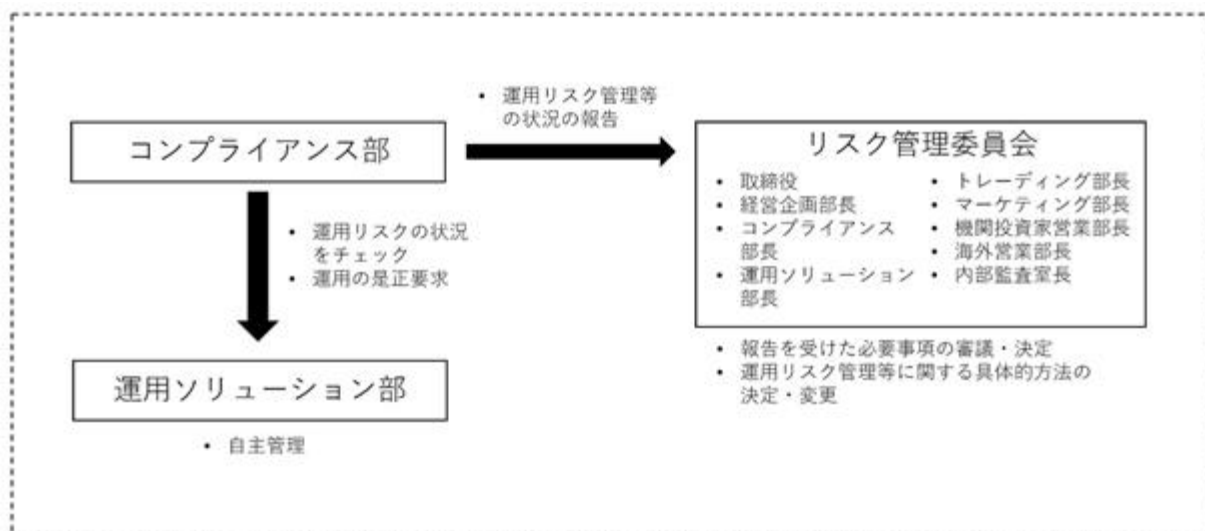 コンプライアンス部
• 運用リスク管理等
の状況の報告
• 運用リスクの状況
をチェック
• 運用の是正要求
運用ソリューション部
• 自主管理
リスク管理委員会
• 取締役
• 経営企画部長
• コンプライアンス
部長
• 運用ソリューション
部長
• トレーディング部長
• マーケティング部長
• 機関投資家営業部長
• 海外営業部長
• 内部監査室長
• 報告を受けた必要事項の審議・決定
• 運用リスク管理等に関する具体的方法の
決定・変更